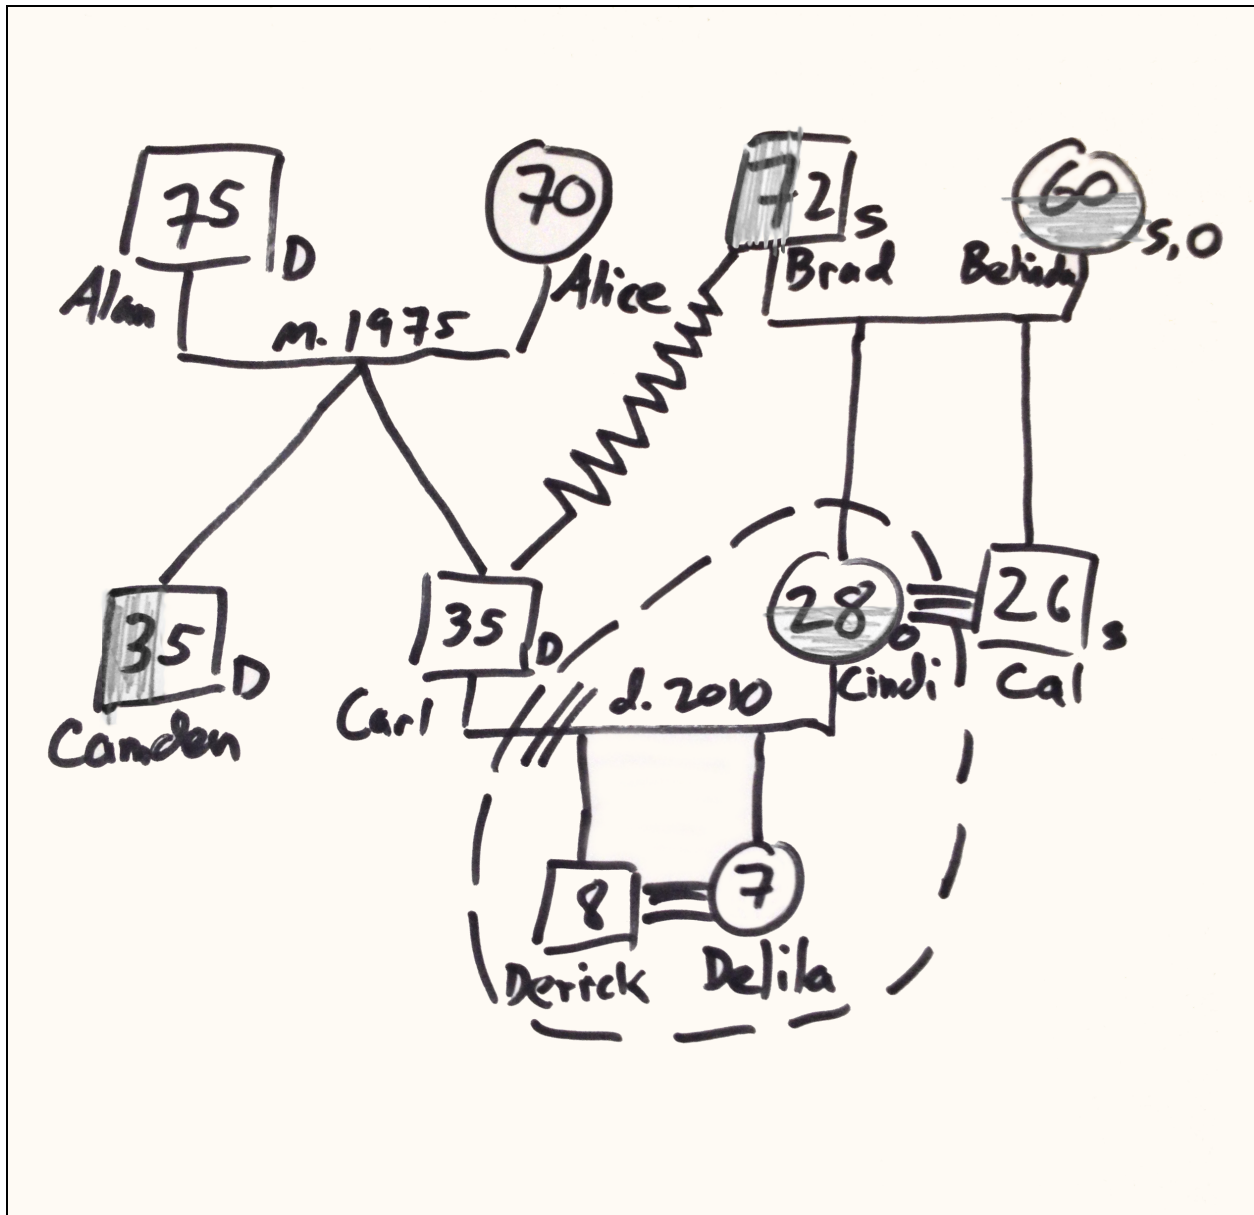 75
D
Alan
70
Alice
m. 1975
72
S
Brad
60
S, O
Belinda
35
D
Camden
35
D
Carl
d. 2010
28
O
Cindi
26
S
Cal
8
Derrick
7
Delila